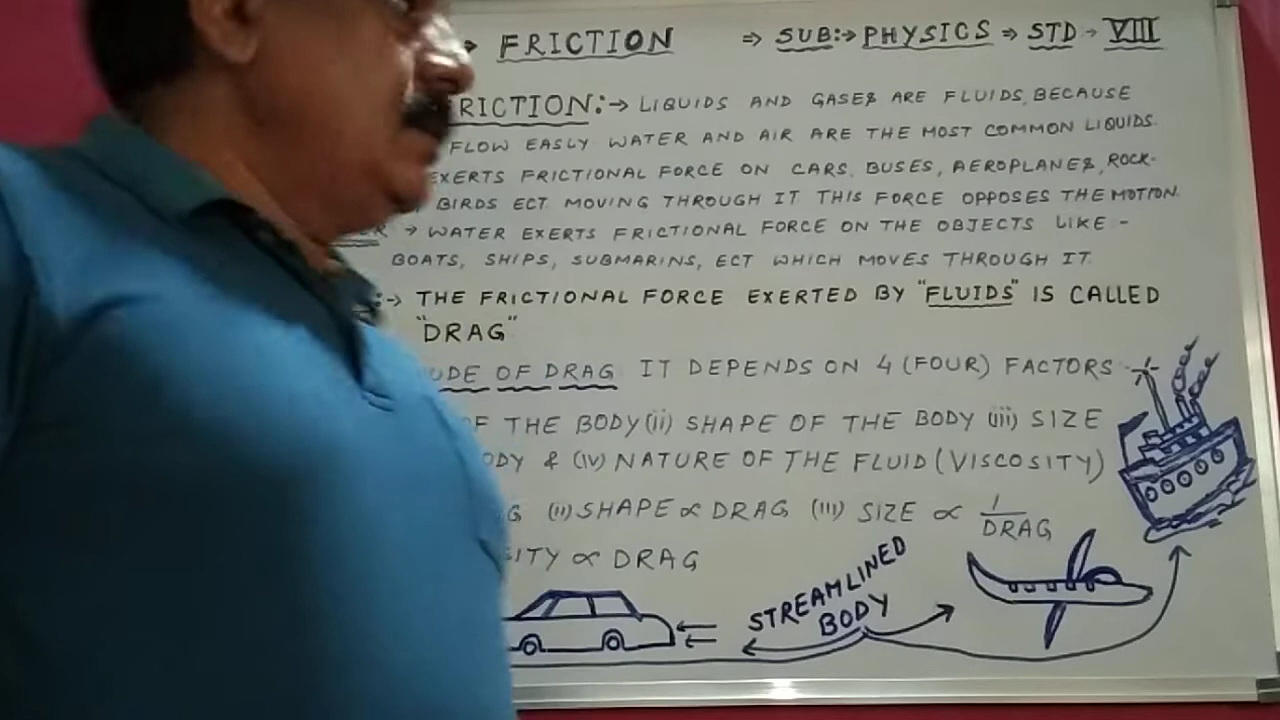 → FRICTION ⇒ SUB:→ PHYSICS ⇒ STD → VIII
RICTION:→ LIQUIDS AND GASES ARE FLUIDS, BECAUSE
FLOW EASLY WATER AND AIR ARE THE MOST COMMON LIQUIDS.
EXERTS FRICTIONAL FORCE ON CARS, BUSES, AEROPLANES, ROCK-
BIRDS ECT. MOVING THROUGH IT THIS FORCE OPPOSES THE MOTION.
→ WATER EXERTS FRICTIONAL FORCE ON THE OBJECTS LIKE -
BOATS, SHIPS, SUBMARINS, ECT WHICH MOVES THROUGH IT.
:→ THE FRICTIONAL FORCE EXERTED BY "FLUIDS" IS CALLED
"DRAG"
UDE OF DRAG IT DEPENDS ON 4 (FOUR) FACTORS -
F THE BODY (ii) SHAPE OF THE BODY (iii) SIZE
ODY & (IV) NATURE OF THE FLUID (VISCOSITY)
G (II) SHAPE ∝ DRAG (III) SIZE ∝ 1/DRAG
SITY ∝ DRAG
STREAMLINED
BODY